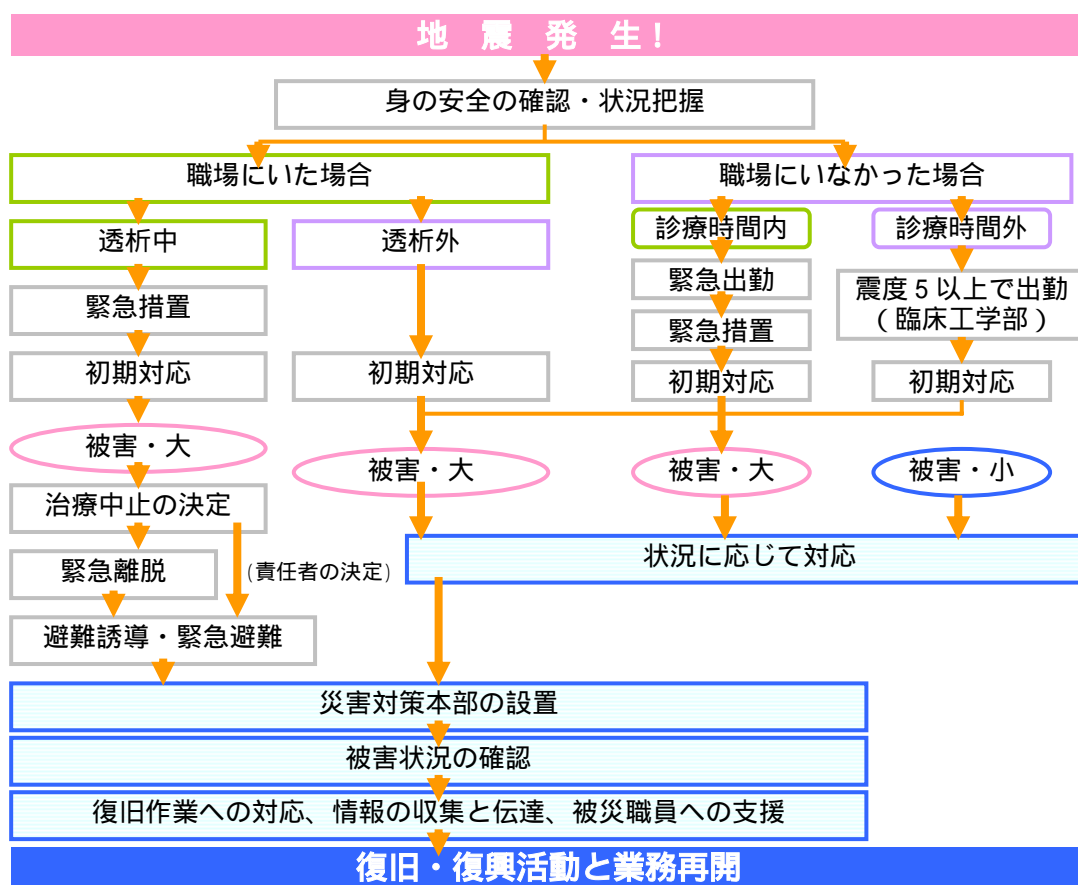 地 震 発 生！
身の安全の確認・状況把握
職場にいた場合
職場にいなかった場合
透析中
透析外
診療時間内
診療時間外
緊急措置
緊急出勤
震度５以上で出勤
（臨床工学部）
緊急措置
初期対応
初期対応
初期対応
初期対応
被害・大
被害・大
被害・大
被害・小
治療中止の決定
緊急離脱
(責任者の決定)
状況に応じて対応
避難誘導・緊急避難
災害対策本部の設置
被害状況の確認
復旧作業への対応、情報の収集と伝達、被災職員への支援
復旧・復興活動と業務再開